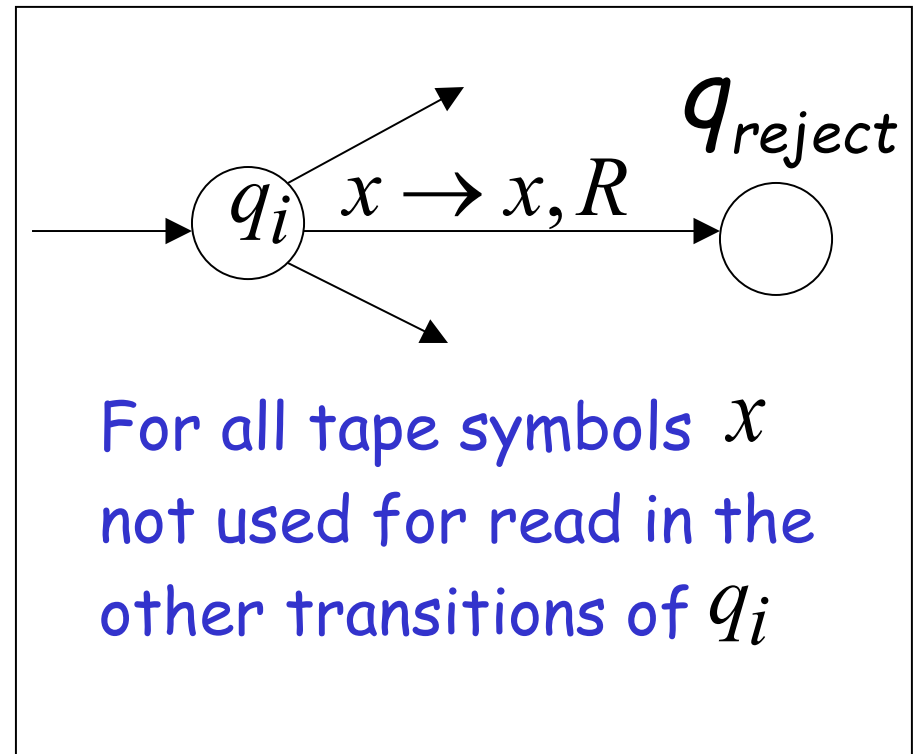 q_reject
q_i x → x, R
For all tape symbols x
not used for read in the
other transitions of q_i